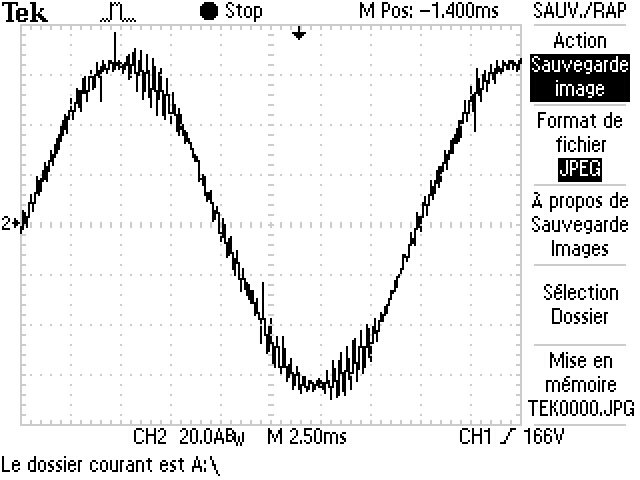 Tek Stop M Pos: −1.400ms SAUV./RAP
Action
Sauvegarde
image
Format de
fichier
JPEG
À propos de
Sauvegarde
Images
Sélection
Dossier
Mise en
mémoire
TEK0000.JPG
2
CH2 20.0ABW M 2.50ms CH1 166V
Le dossier courant est A:\